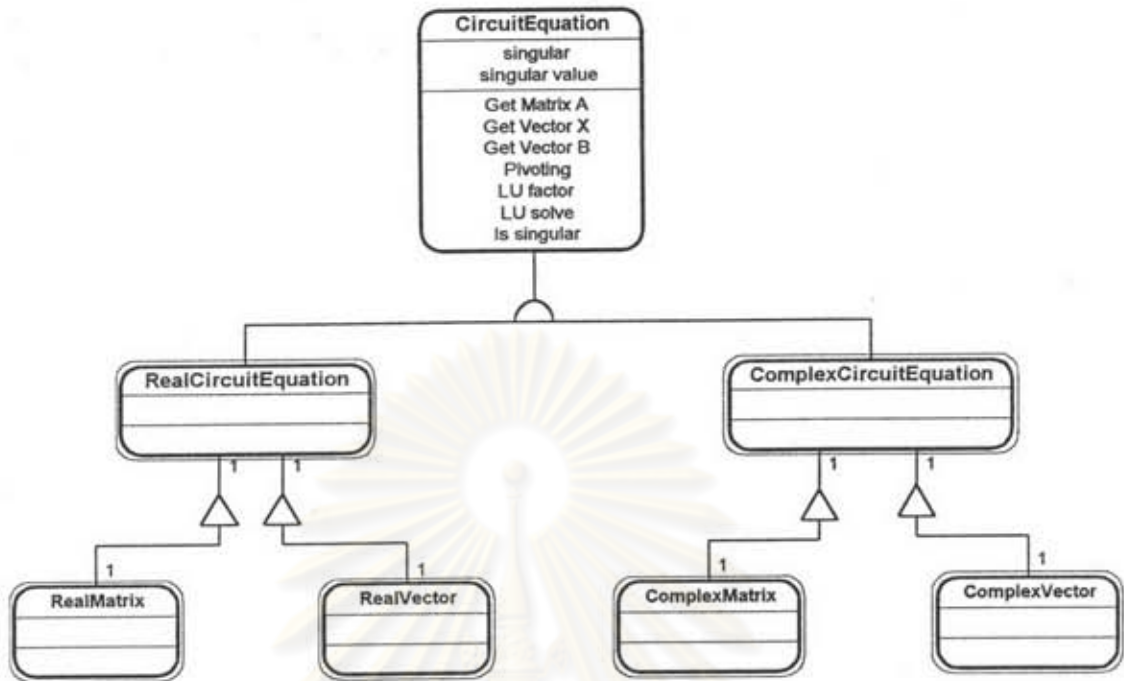 CircuitEquation
singular
singular value
Get Matrix A
Get Vector X
Get Vector B
Pivoting
LU factor
LU solve
Is singular
RealCircuitEquation
ComplexCircuitEquation
1 1
1 1
1 1
1 1
RealMatrix
RealVector
ComplexMatrix
ComplexVector